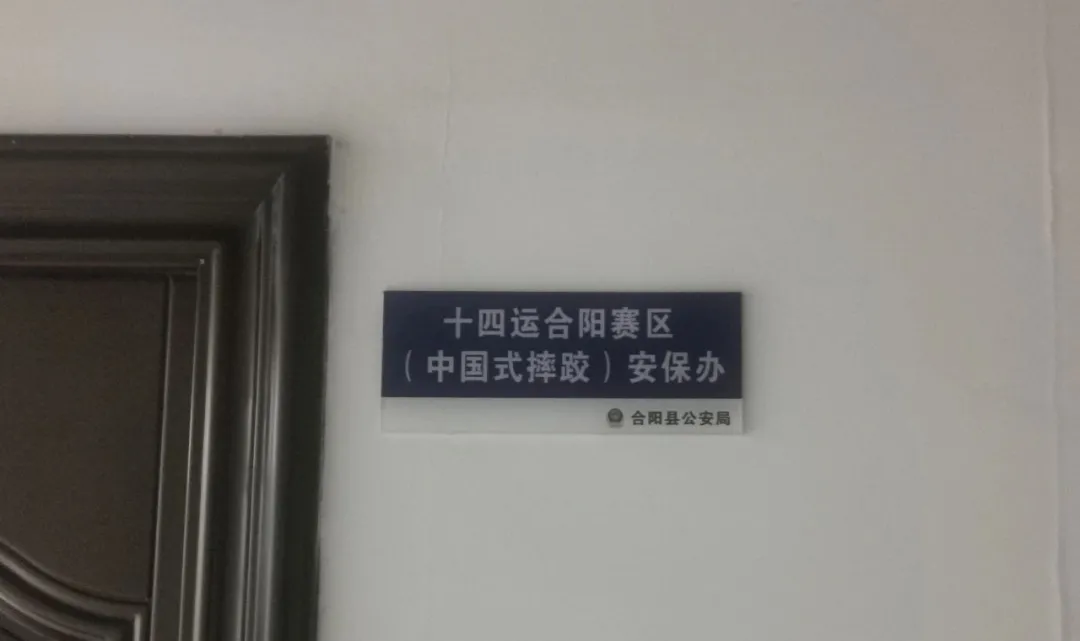 十四运合阳赛区
（中国式摔跤）安保办
合阳县公安局